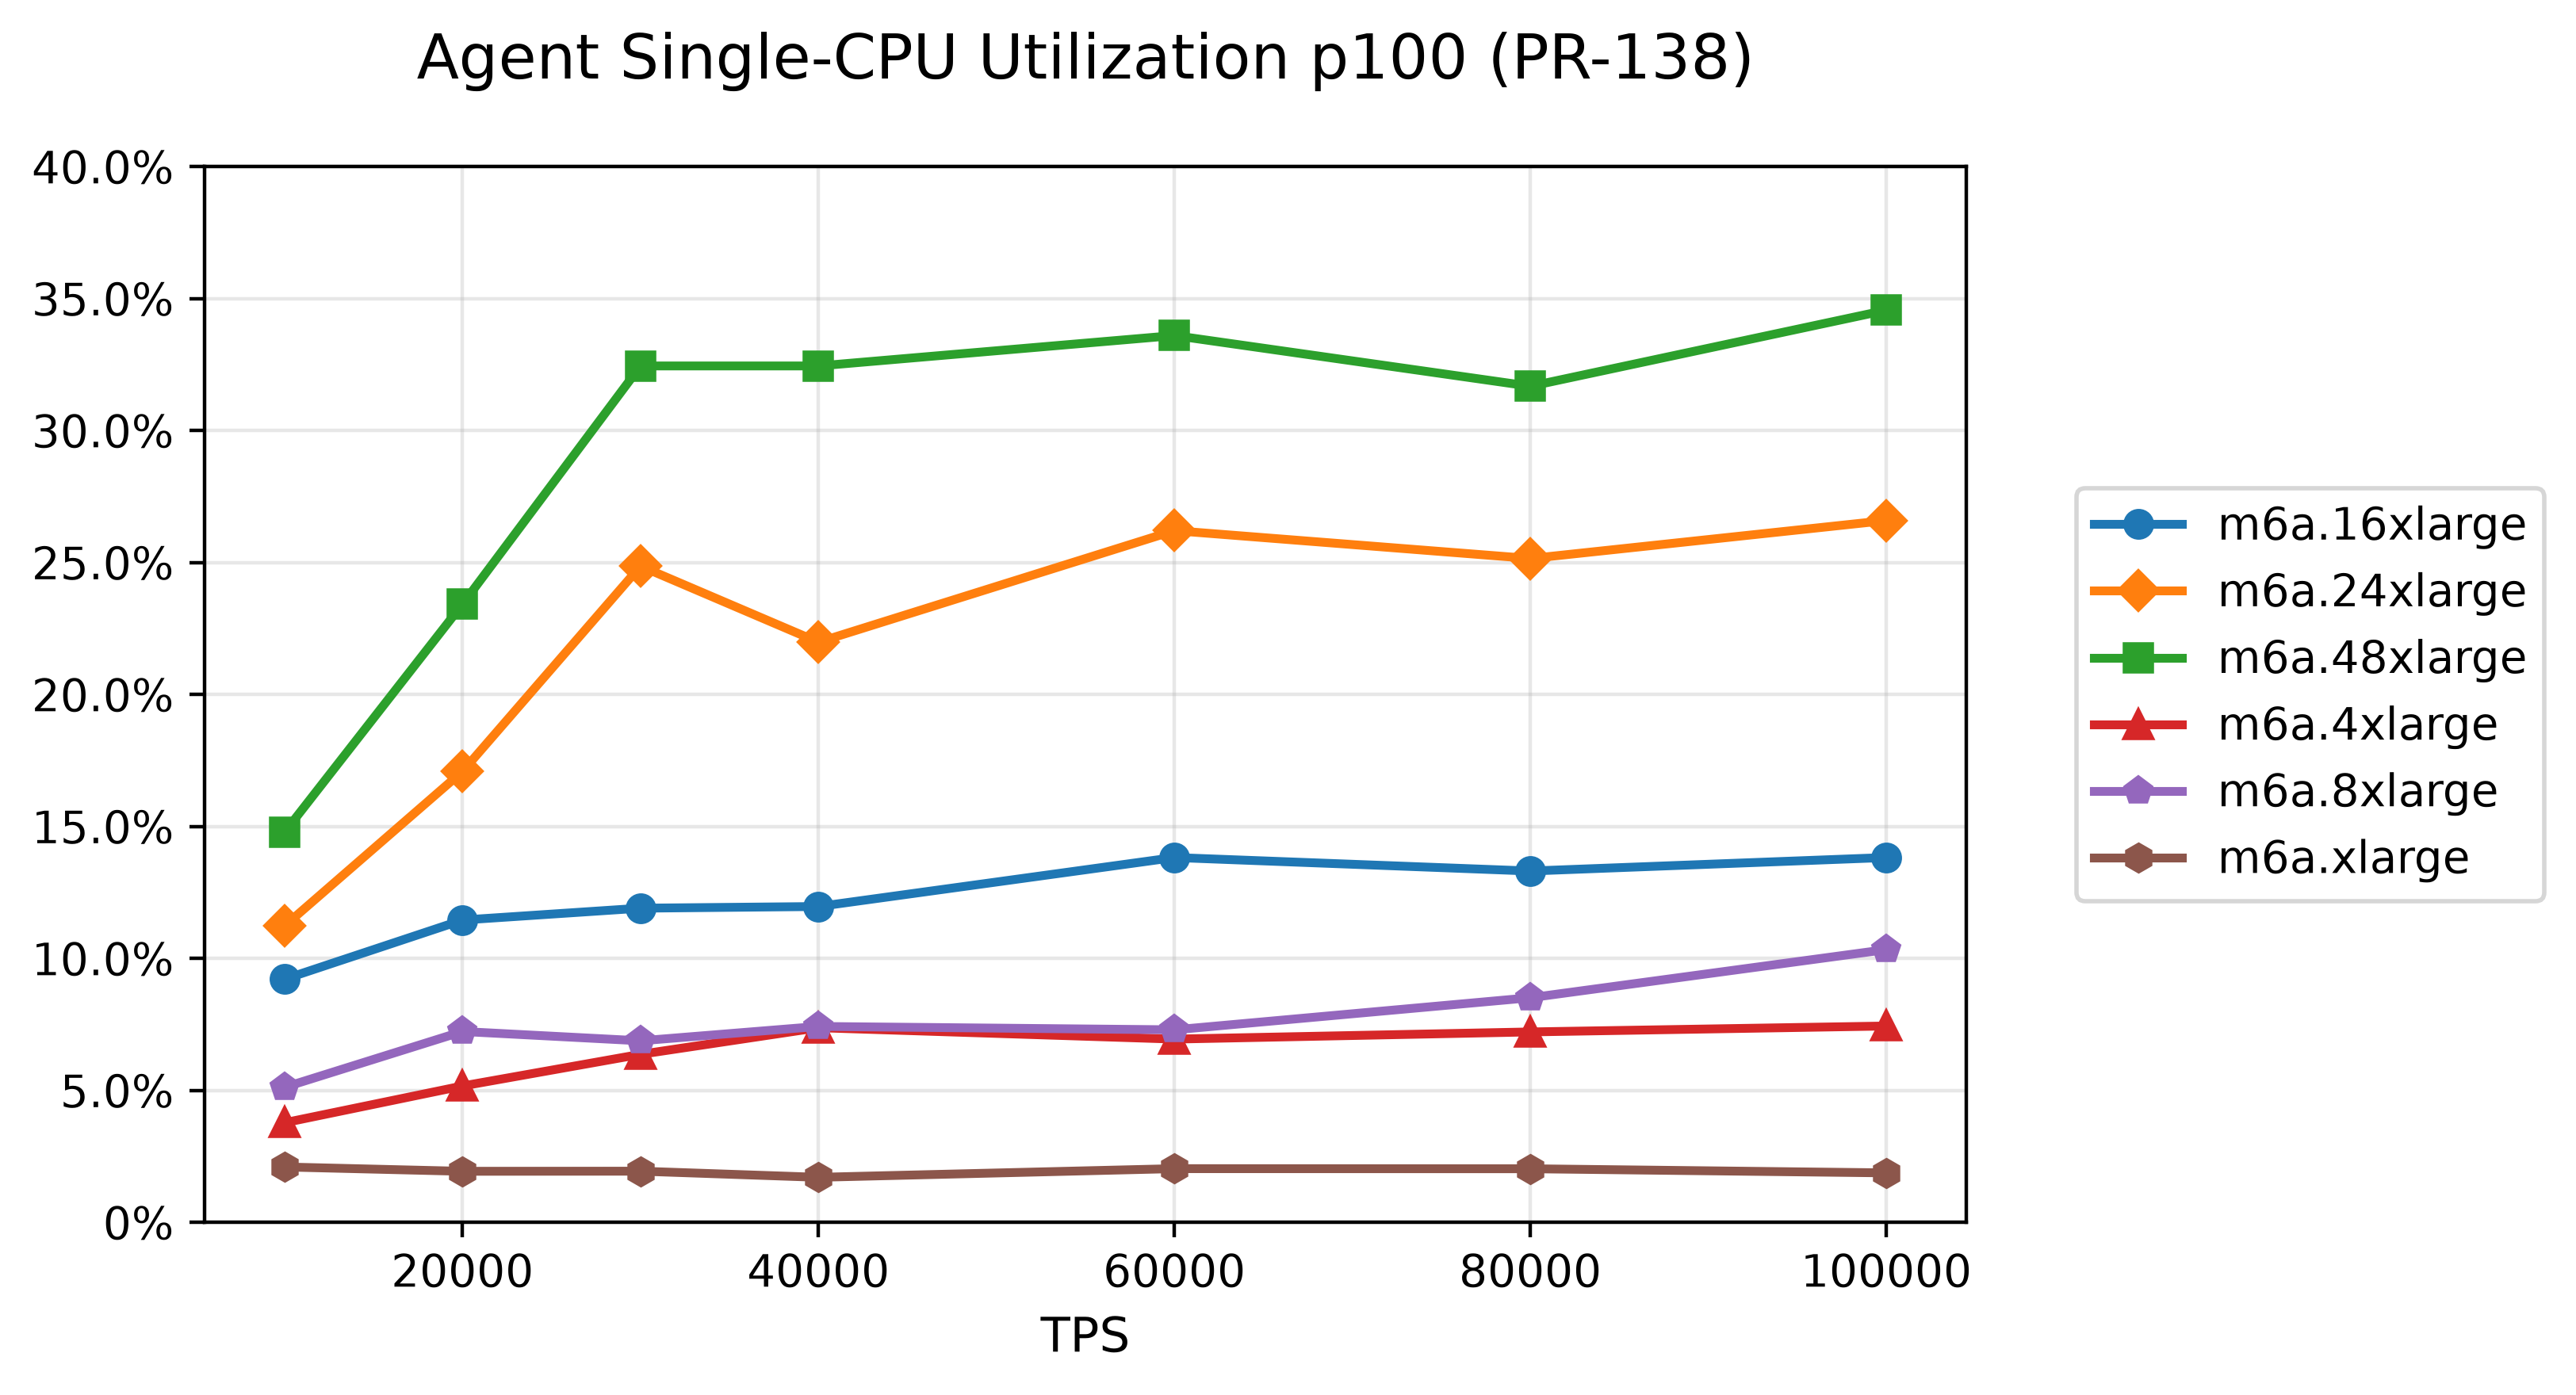 Agent Single-CPU Utilization p100 (PR-138)
40.0%
35.0%
30.0%
25.0%
20.0%
15.0%
10.0%
5.0%
0%
20000
40000
60000
80000
100000
TPS
m6a.16xlarge
m6a.24xlarge
m6a.48xlarge
m6a.4xlarge
m6a.8xlarge
m6a.xlarge